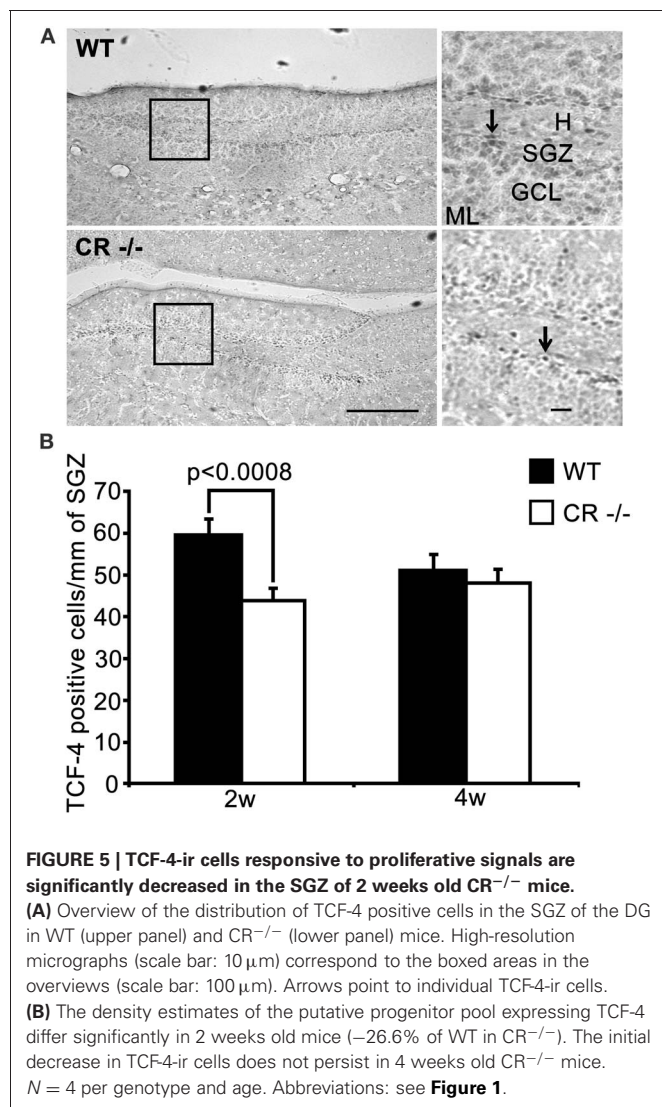 A
WT
H
SGZ
GCL
ML
CR -/-
B
p<0.0008
WT
CR -/-
TCF-4 positive cells/mm of SGZ
70
60
50
40
30
20
10
0
2w
4w
FIGURE 5 | TCF-4-ir cells responsive to proliferative signals are
significantly decreased in the SGZ of 2 weeks old CR−/− mice.
(A) Overview of the distribution of TCF-4 positive cells in the SGZ of the DG
in WT (upper panel) and CR−/− (lower panel) mice. High-resolution
micrographs (scale bar: 10 μm) correspond to the boxed areas in the
overviews (scale bar: 100 μm). Arrows point to individual TCF-4-ir cells.
(B) The density estimates of the putative progenitor pool expressing TCF-4
differ significantly in 2 weeks old mice (−26.6% of WT in CR−/−). The initial
decrease in TCF-4-ir cells does not persist in 4 weeks old CR−/− mice.
N = 4 per genotype and age. Abbreviations: see Figure 1.